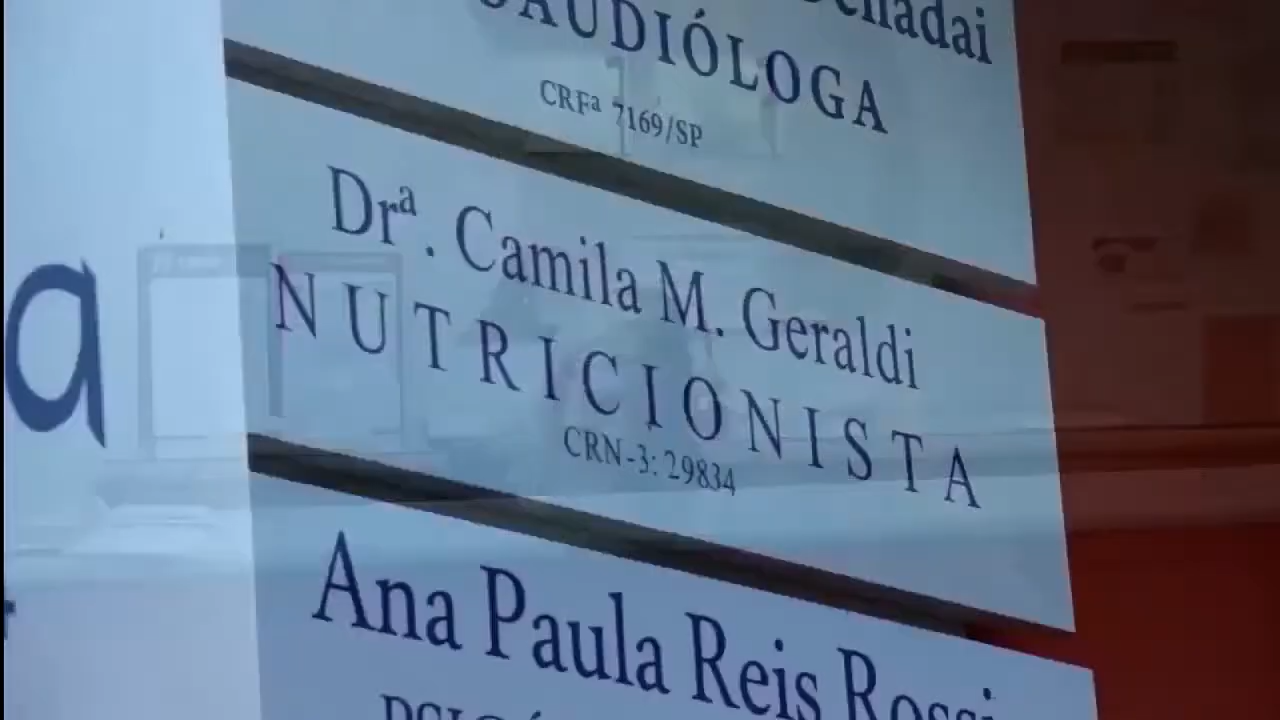 AUDIÓLOGA
CRFª 7169/SP
Drª. Camila M. Geraldi
NUTRICIONISTA
CRN-3: 29834
Ana Paula Reis Rossi
a